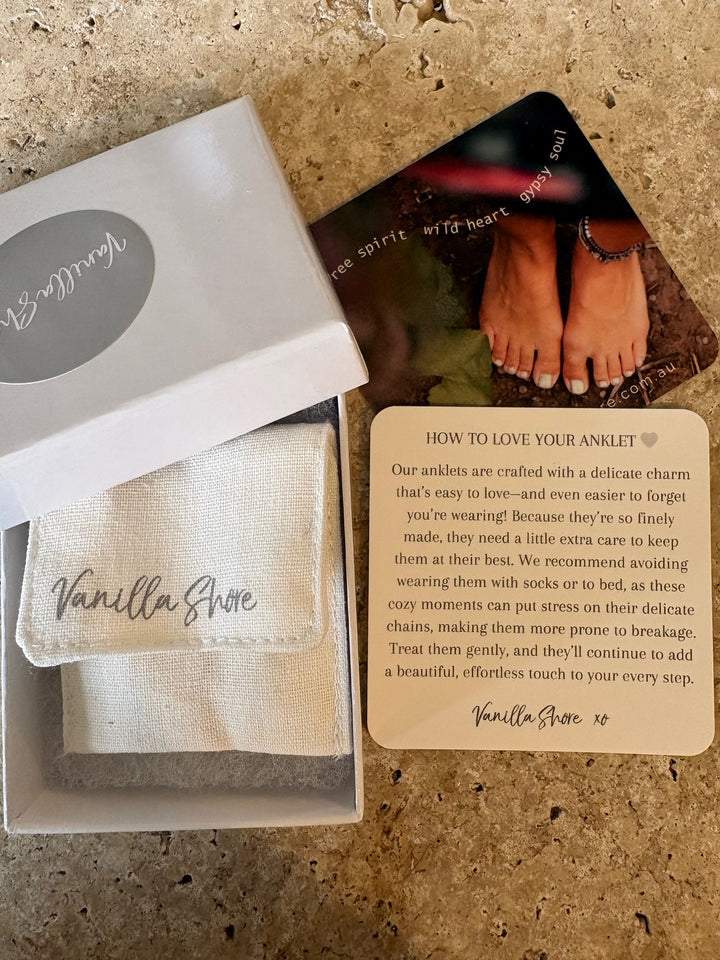 Vanilla Sh
ree spirit wild heart gypsy soul
re.com.au
HOW TO LOVE YOUR ANKLET
Our anklets are crafted with a delicate charm
that's easy to love—and even easier to forget
you're wearing! Because they're so finely
made, they need a little extra care to keep
them at their best. We recommend avoiding
wearing them with socks or to bed, as these
cozy moments can put stress on their delicate
chains, making them more prone to breakage.
Treat them gently, and they'll continue to add
a beautiful, effortless touch to your every step.
Vanilla Shore xo
Vanilla Shore